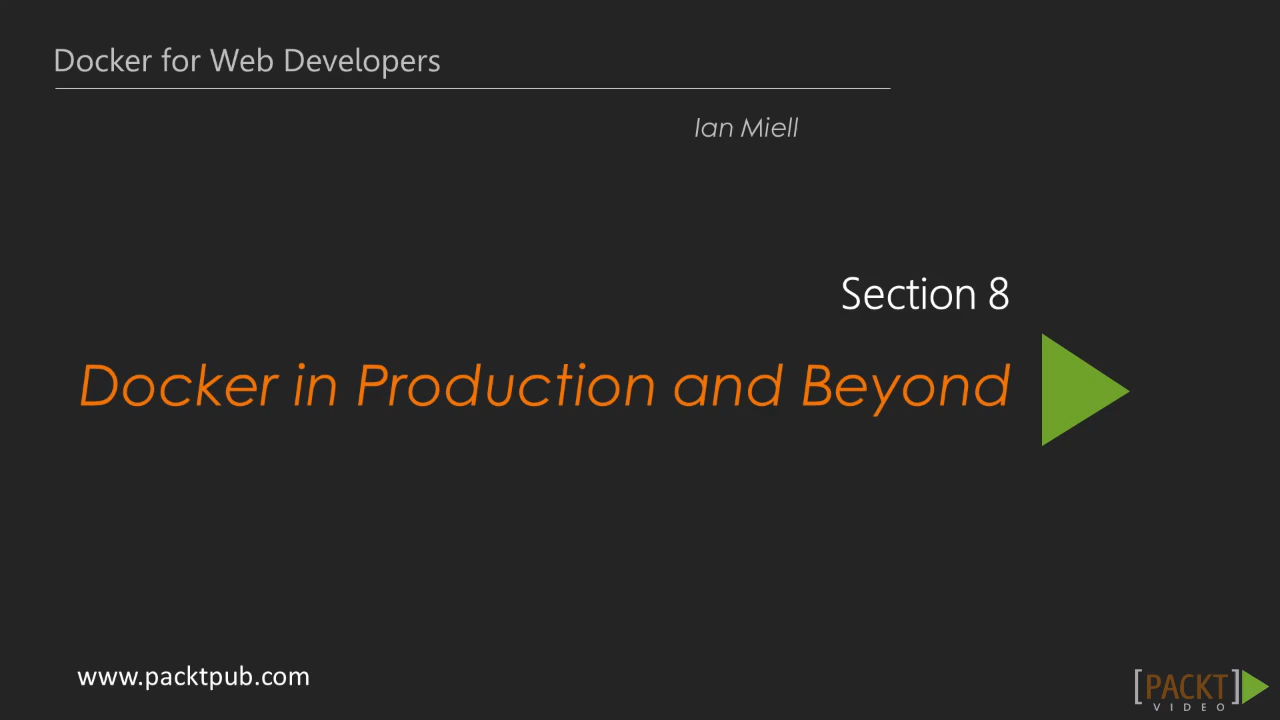 Docker for Web Developers
Ian Miell
Section 8
Docker in Production and Beyond
www.packtpub.com
[PACKT]
VIDEO